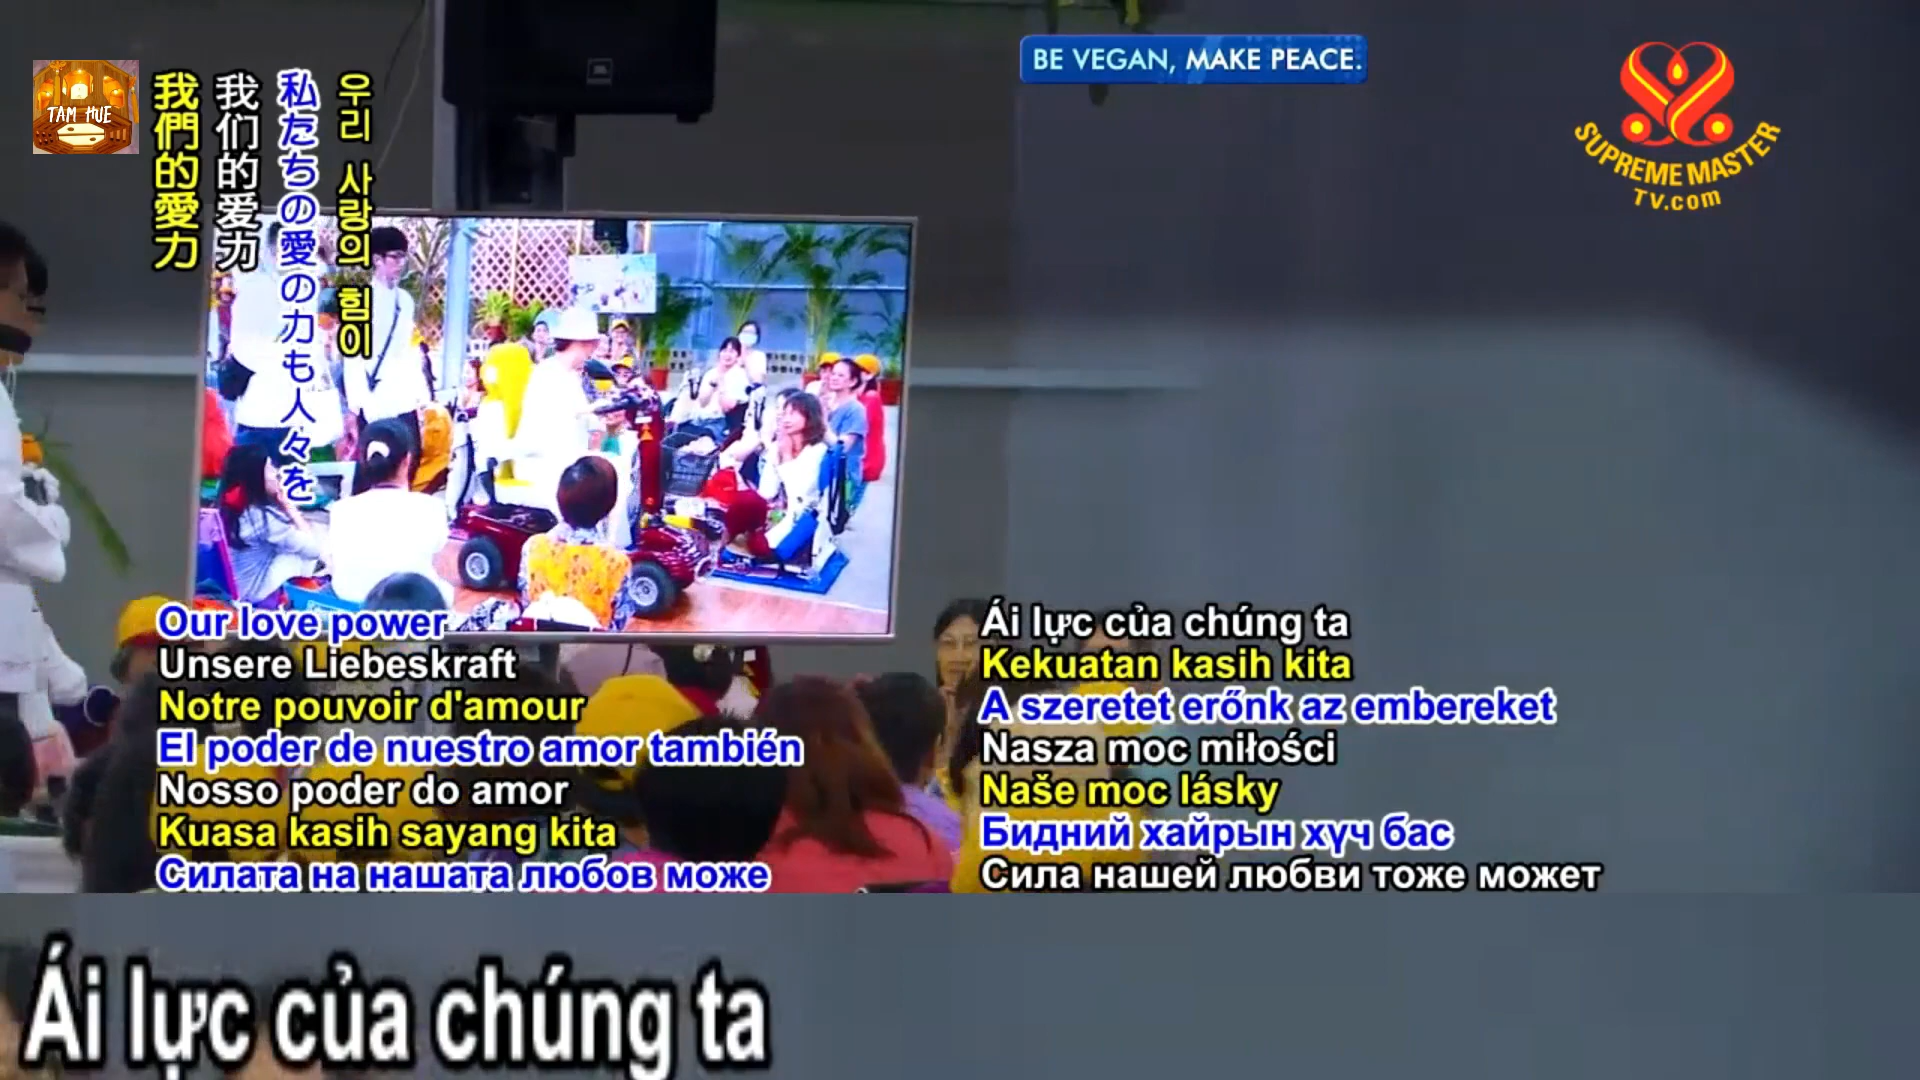 BE VEGAN, MAKE PEACE.
SUPREME MASTER
TV.com
TAM HUE
我們的愛力
我们的爱力
私たちの愛の力も人々を
우리 사랑의 힘이
JBL
Our love power
Unsere Liebeskraft
Notre pouvoir d'amour
El poder de nuestro amor también
Nosso poder do amor
Kuasa kasih sayang kita
Силата на нашата любов може
Ái lực của chúng ta
Kekuatan kasih kita
A szeretet erőnk az embereket
Nasza moc miłości
Naše moc lásky
Бидний хайрын хүч бас
Сила нашей любви тоже может
Ái lực của chúng ta